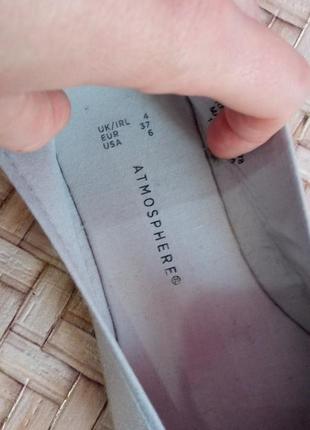 UK/IRL 4
EUR 37
USA 6
ATMOSPHERE®